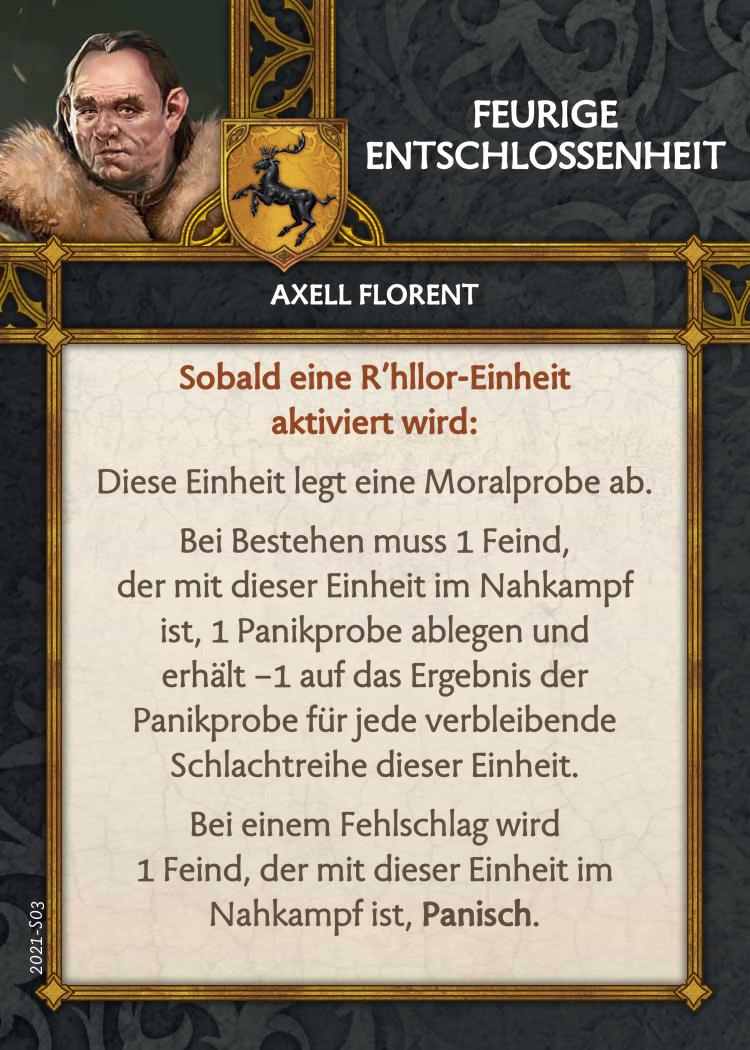 FEURIGE
ENTSCHLOSSENHEIT
AXELL FLORENT
Sobald eine R’hllor-Einheit
aktiviert wird:
Diese Einheit legt eine Moralprobe ab.
Bei Bestehen muss 1 Feind,
der mit dieser Einheit im Nahkampf
ist, 1 Panikprobe ablegen und
erhält –1 auf das Ergebnis der
Panikprobe für jede verbleibende
Schlachtreihe dieser Einheit.
Bei einem Fehlschlag wird
1 Feind, der mit dieser Einheit im
Nahkampf ist, Panisch.
2021-S03